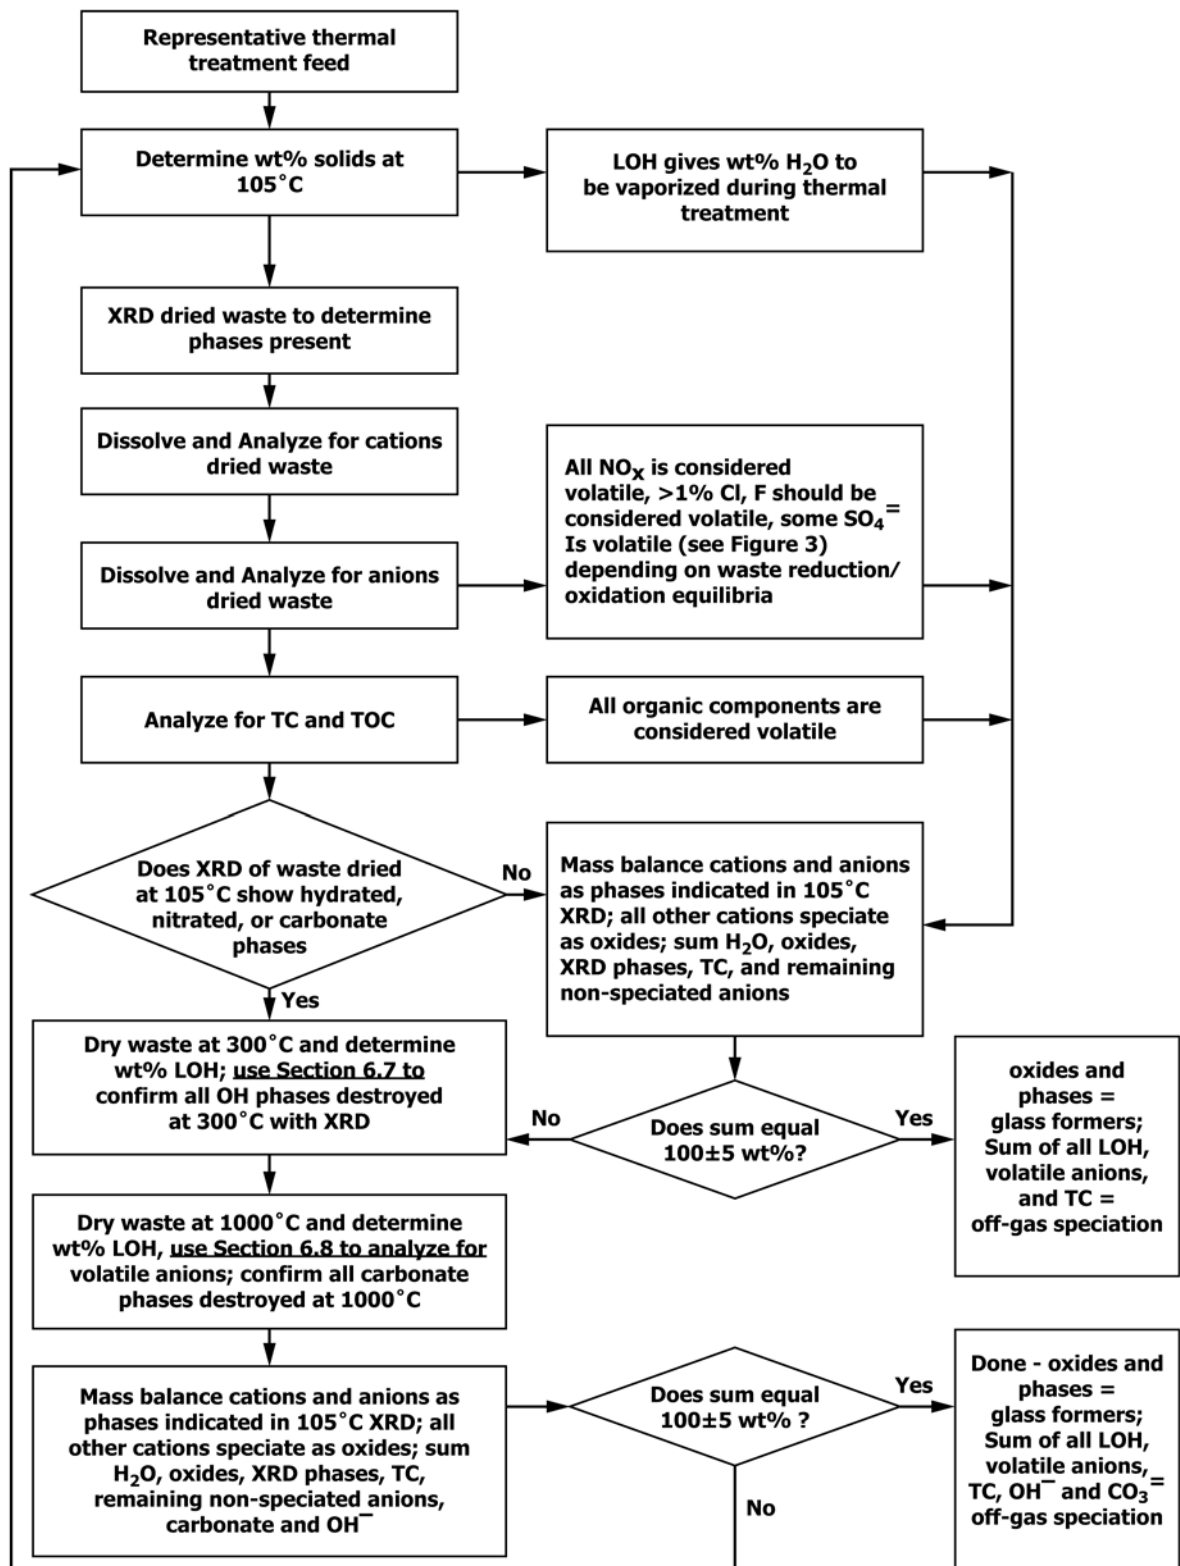 Representative thermal
treatment feed
Determine wt% solids at
105˚C
LOH gives wt% H₂O to
be vaporized during thermal
treatment
XRD dried waste to determine
phases present
Dissolve and Analyze for cations
dried waste
All NOₓ is considered
volatile, >1% Cl, F should be
considered volatile, some SO₄⁼
Is volatile (see Figure 3)
depending on waste reduction/
oxidation equilibria
Dissolve and Analyze for anions
dried waste
Analyze for TC and TOC
All organic components are
considered volatile
Does XRD of waste dried
at 105˚C show hydrated,
nitrated, or carbonate
phases
No
Yes
Mass balance cations and anions
as phases indicated in 105˚C
XRD; all other cations speciate
as oxides; sum H₂O, oxides,
XRD phases, TC, and remaining
non-speciated anions
Dry waste at 300˚C and determine
wt% LOH; use Section 6.7 to
confirm all OH phases destroyed
at 300˚C with XRD
No
Does sum equal
100±5 wt%?
Yes
oxides and
phases =
glass formers;
Sum of all LOH,
volatile anions,
and TC =
off-gas speciation
Dry waste at 1000˚C and determine
wt% LOH, use Section 6.8 to analyze for
volatile anions; confirm all carbonate
phases destroyed at 1000˚C
Mass balance cations and anions as
phases indicated in 105˚C XRD; all
other cations speciate as oxides; sum
H₂O, oxides, XRD phases, TC,
remaining non-speciated anions,
carbonate and OH⁻
Does sum equal
100±5 wt% ?
Yes
No
Done - oxides and
phases =
glass formers;
Sum of all LOH,
volatile anions,
TC, OH⁻ and CO₃⁼
off-gas speciation